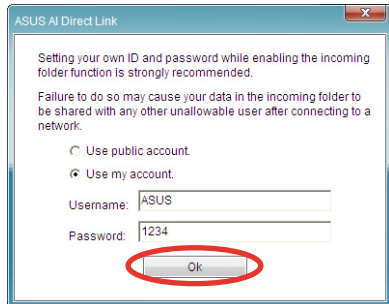 ASUS AI Direct Link
Setting your own ID and password while enabling the incoming
folder function is strongly recommended.
Failure to do so may cause your data in the incoming folder to
be shared with any other unallowable user after connecting to a
network.
Use public account.
Use my account.
Username: ASUS
Password: 1234
Ok